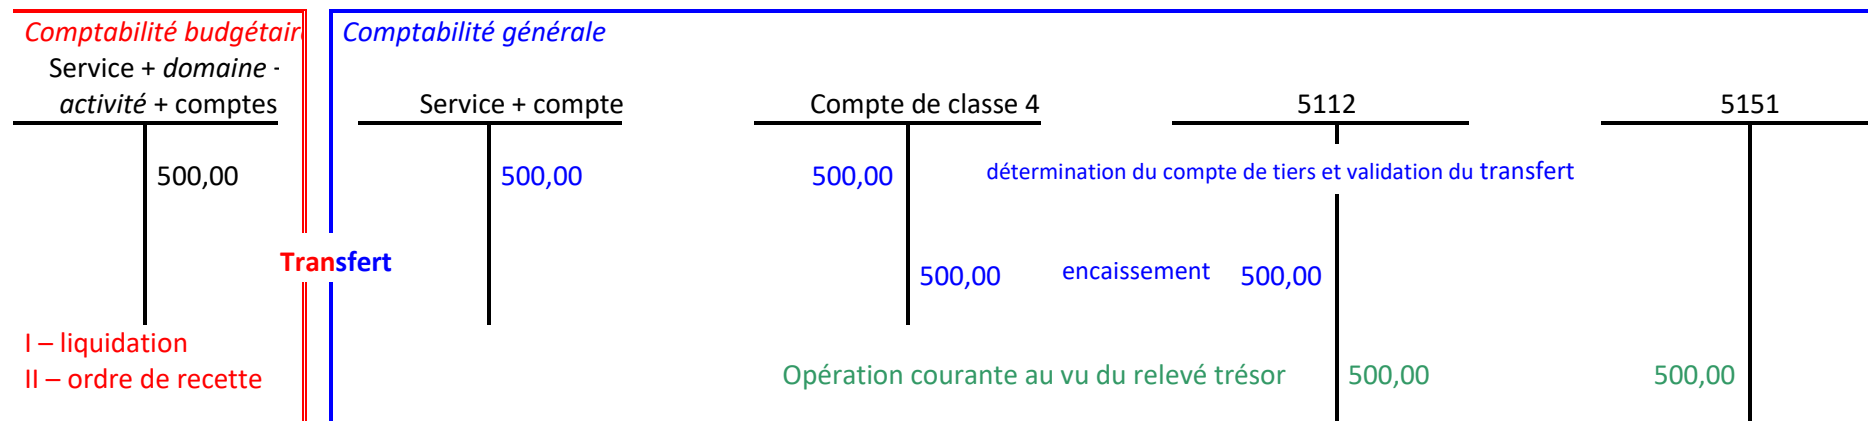 Comptabilité budgétair
Comptabilité générale
Service + domaine -
activité + comptes
Service + compte
Compte de classe 4
5112
5151
500,00
500,00
500,00
détermination du compte de tiers et validation du transfert
Transfert
500,00
encaissement
500,00
I – liquidation
II – ordre de recette
Opération courante au vu du relevé trésor
500,00
500,00